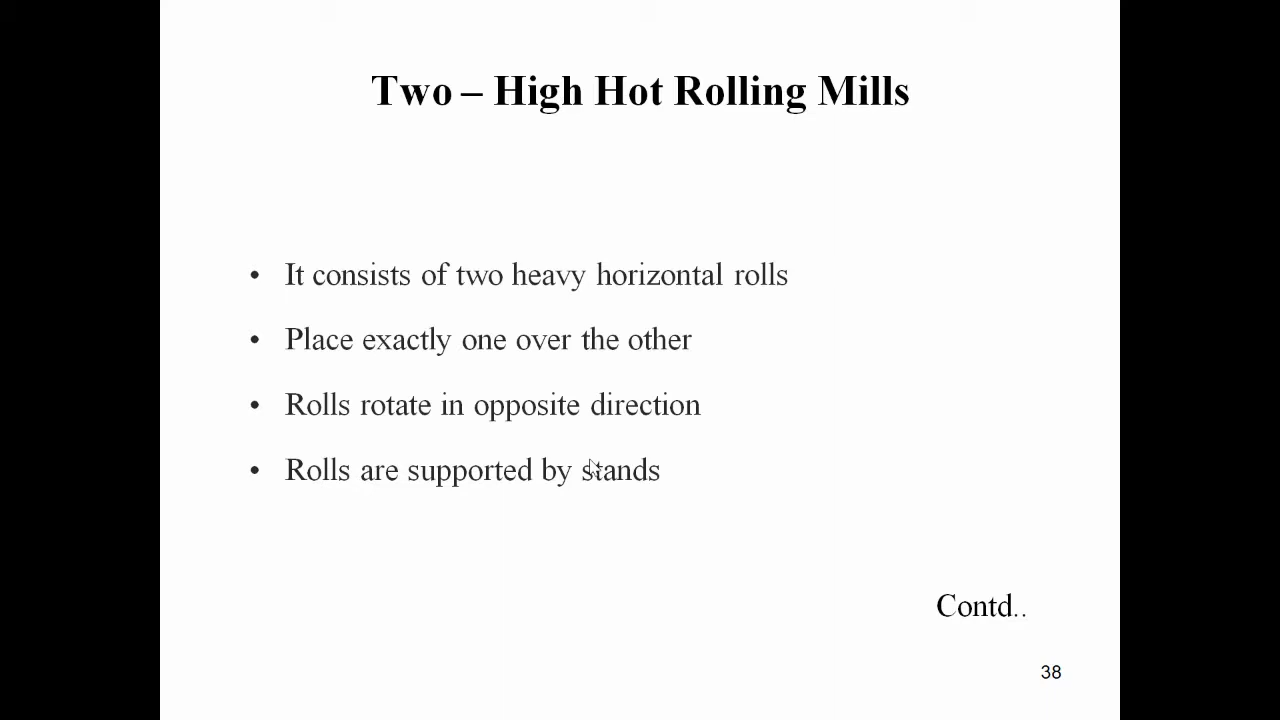 Two – High Hot Rolling Mills
• It consists of two heavy horizontal rolls
• Place exactly one over the other
• Rolls rotate in opposite direction
• Rolls are supported by stands
Contd..
38